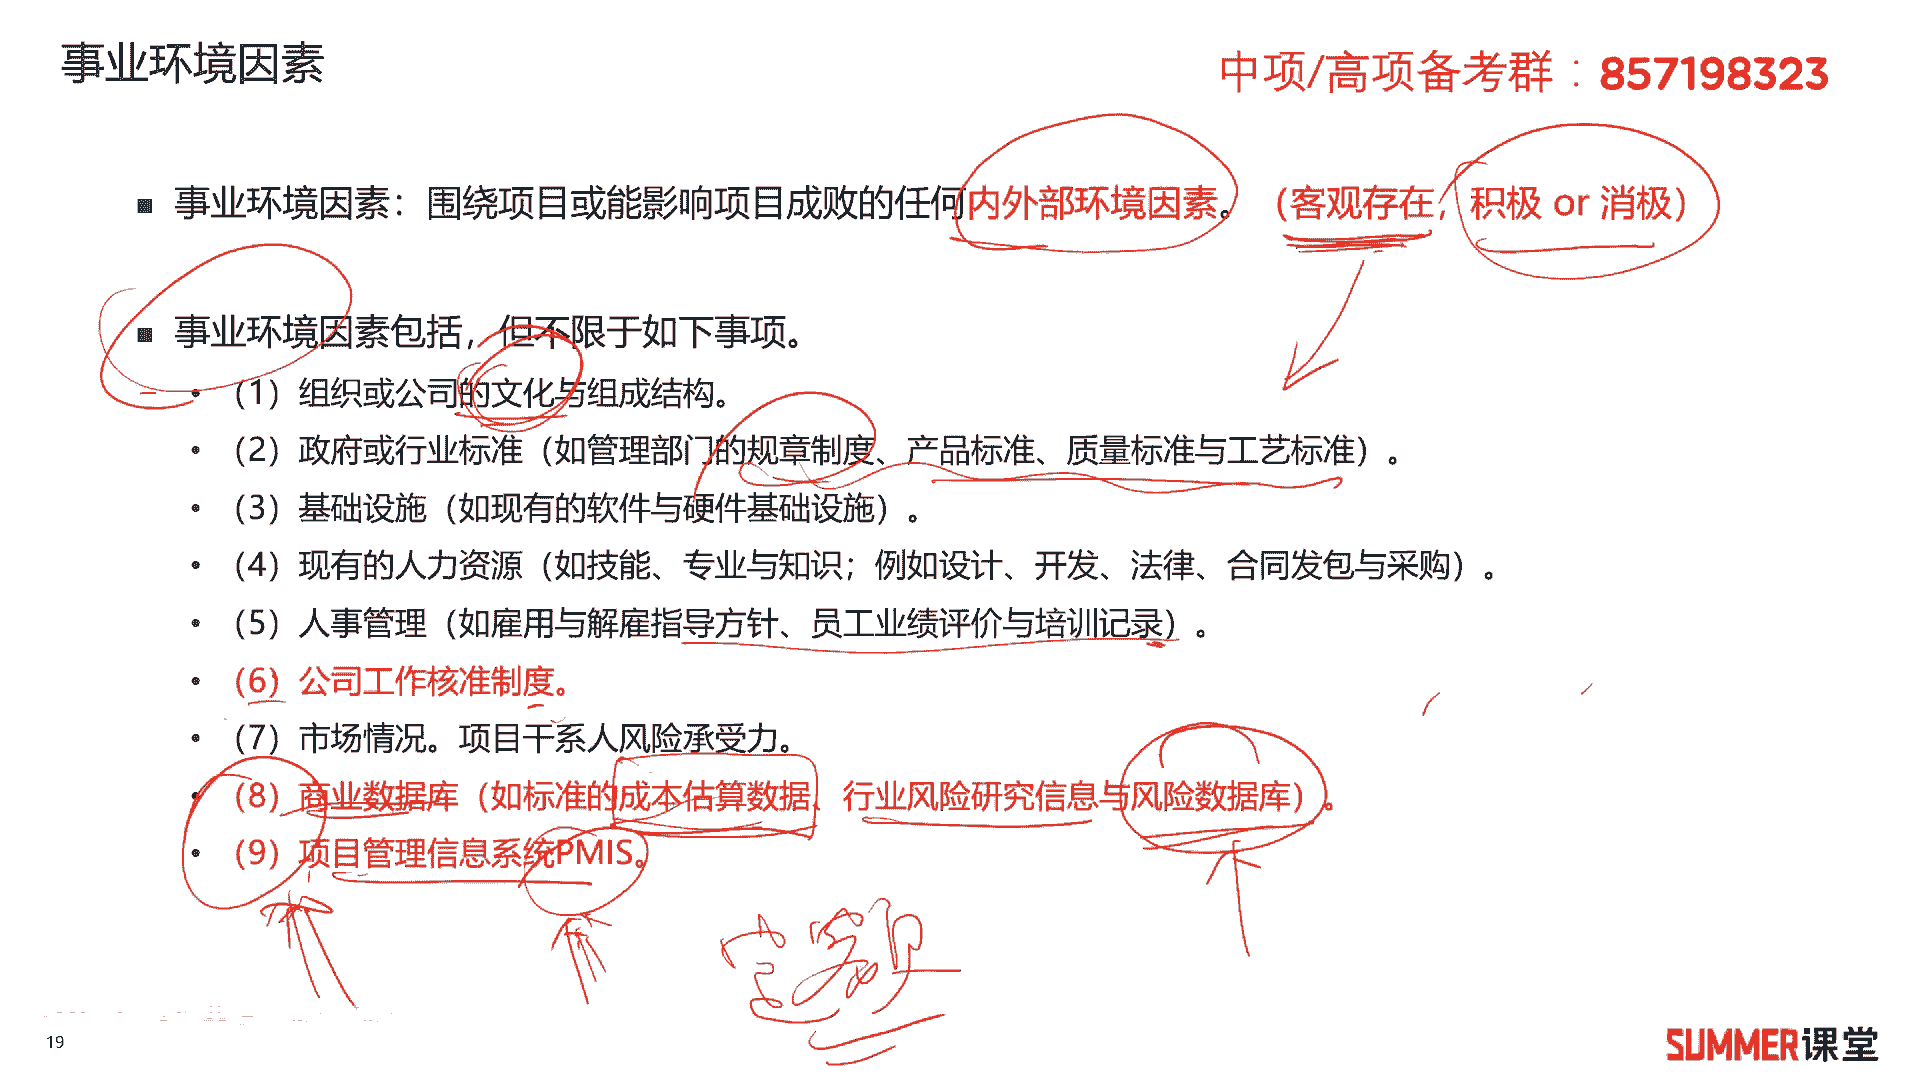 事业环境因素
中项/高项备考群：857198323
▪ 事业环境因素：围绕项目或能影响项目成败的任何内外部环境因素。（客观存在，积极 or 消极）
▪ 事业环境因素包括，但不限于如下事项。
• （1）组织或公司的文化与组成结构。
• （2）政府或行业标准（如管理部门的规章制度、产品标准、质量标准与工艺标准）。
• （3）基础设施（如现有的软件与硬件基础设施）。
• （4）现有的人力资源（如技能、专业与知识；例如设计、开发、法律、合同发包与采购）。
• （5）人事管理（如雇用与解雇指导方针、员工业绩评价与培训记录）。
• （6）公司工作核准制度。
• （7）市场情况。项目干系人风险承受力。
• （8）商业数据库（如标准的成本估算数据、行业风险研究信息与风险数据库）。
• （9）项目管理信息系统PMIS。
19
SUMMER课堂